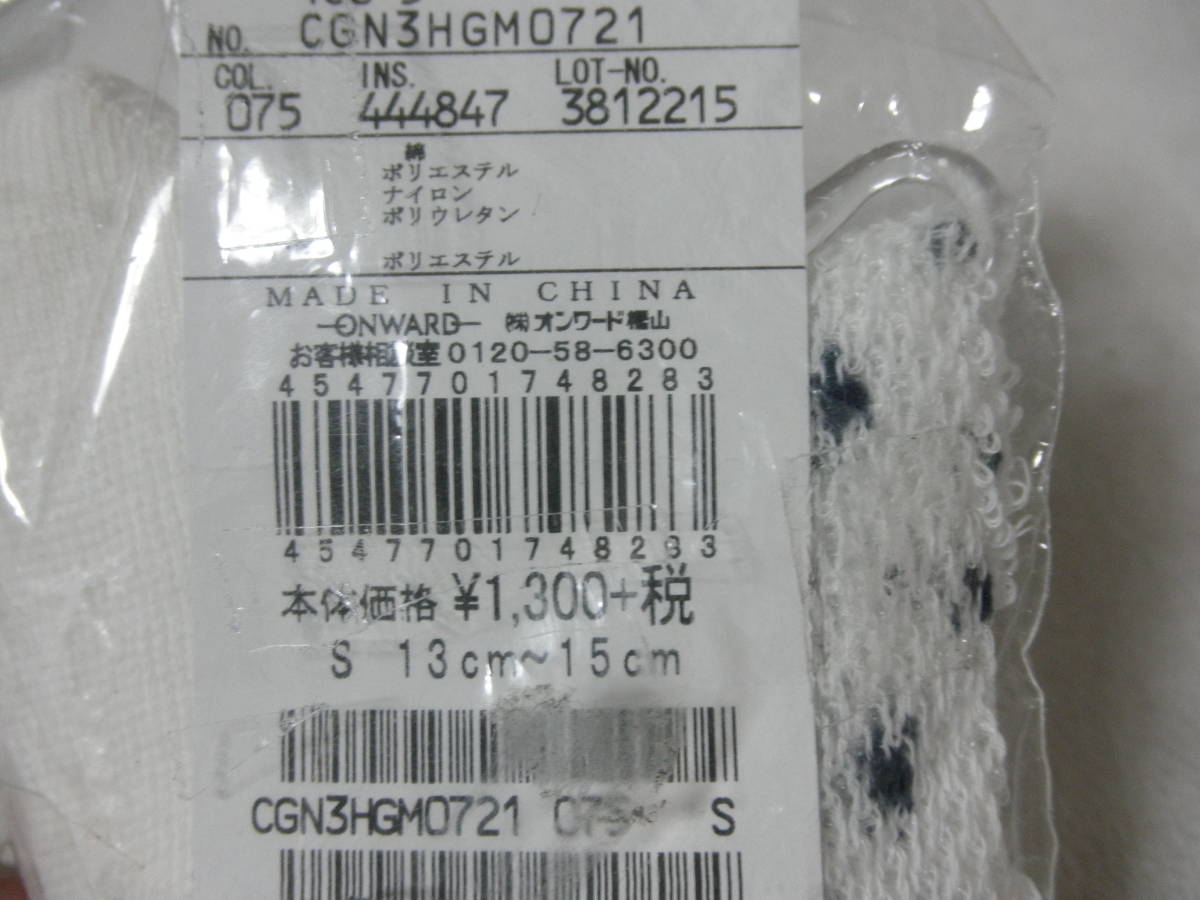 NO. CGN3HGM0721
COL. INS. LOT-NO.
075 444847 3812215
綿
ポリエステル
ナイロン
ポリウレタン
ポリエステル
MADE IN CHINA
ONWARD ㈱オンワード樫山
お客様相談室 0120-58-6300
4547701748283
4547701748283
本体価格 ¥1,300+税
S 13cm~15cm
CGN3HGM0721 075 S